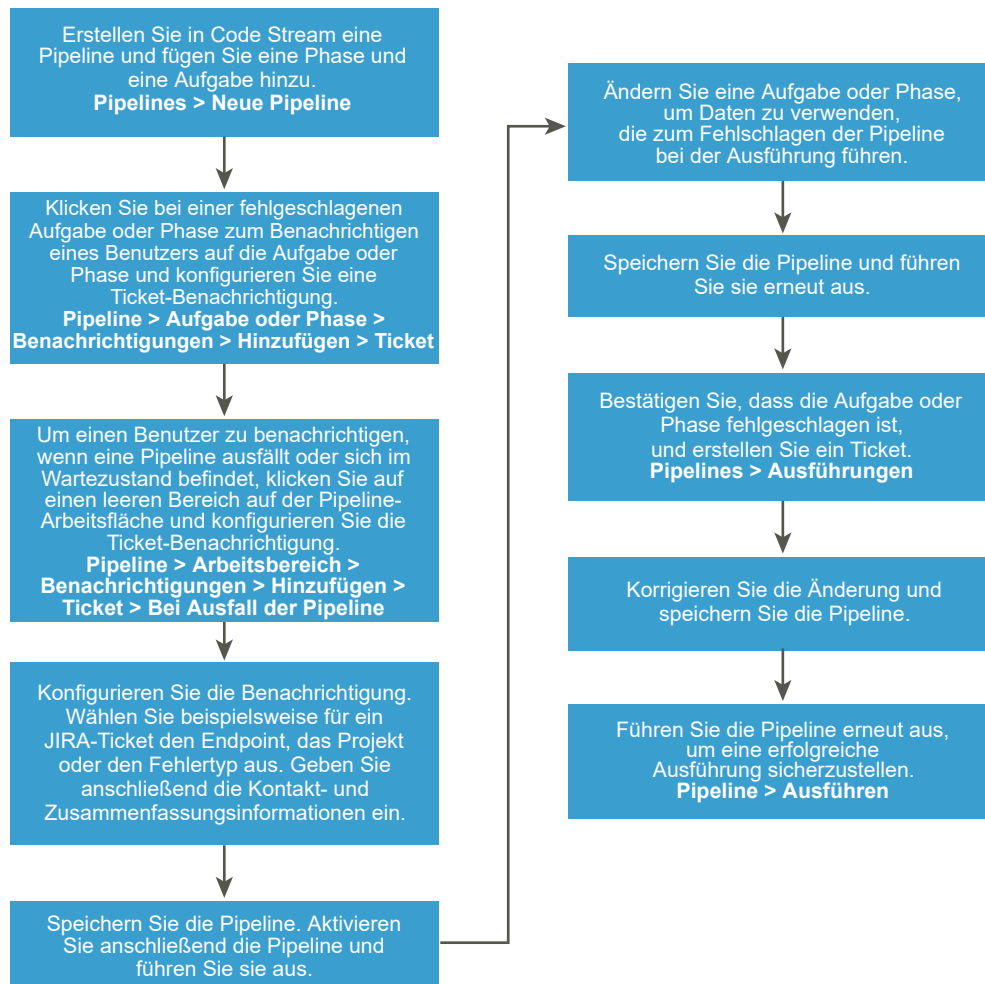 Erstellen Sie in Code Stream eine
Pipeline und fügen Sie eine Phase und
eine Aufgabe hinzu.
Pipelines > Neue Pipeline
Klicken Sie bei einer fehlgeschlagenen
Aufgabe oder Phase zum Benachrichtigen
eines Benutzers auf die Aufgabe oder
Phase und konfigurieren Sie eine
Ticket-Benachrichtigung.
Pipeline > Aufgabe oder Phase >
Benachrichtigungen > Hinzufügen > Ticket
Um einen Benutzer zu benachrichtigen,
wenn eine Pipeline ausfällt oder sich im
Wartezustand befindet, klicken Sie auf
einen leeren Bereich auf der Pipeline-
Arbeitsfläche und konfigurieren Sie die
Ticket-Benachrichtigung.
Pipeline > Arbeitsbereich >
Benachrichtigungen > Hinzufügen >
Ticket > Bei Ausfall der Pipeline
Konfigurieren Sie die Benachrichtigung.
Wählen Sie beispielsweise für ein
JIRA-Ticket den Endpoint, das Projekt
oder den Fehlertyp aus. Geben Sie
anschließend die Kontakt- und
Zusammenfassungsinformationen ein.
Speichern Sie die Pipeline. Aktivieren
Sie anschließend die Pipeline und
führen Sie sie aus.
Ändern Sie eine Aufgabe oder Phase,
um Daten zu verwenden,
die zum Fehlschlagen der Pipeline
bei der Ausführung führen.
Speichern Sie die Pipeline und führen
Sie sie erneut aus.
Bestätigen Sie, dass die Aufgabe oder
Phase fehlgeschlagen ist,
und erstellen Sie ein Ticket.
Pipelines > Ausführungen
Korrigieren Sie die Änderung und
speichern Sie die Pipeline.
Führen Sie die Pipeline erneut aus,
um eine erfolgreiche
Ausführung sicherzustellen.
Pipeline > Ausführen